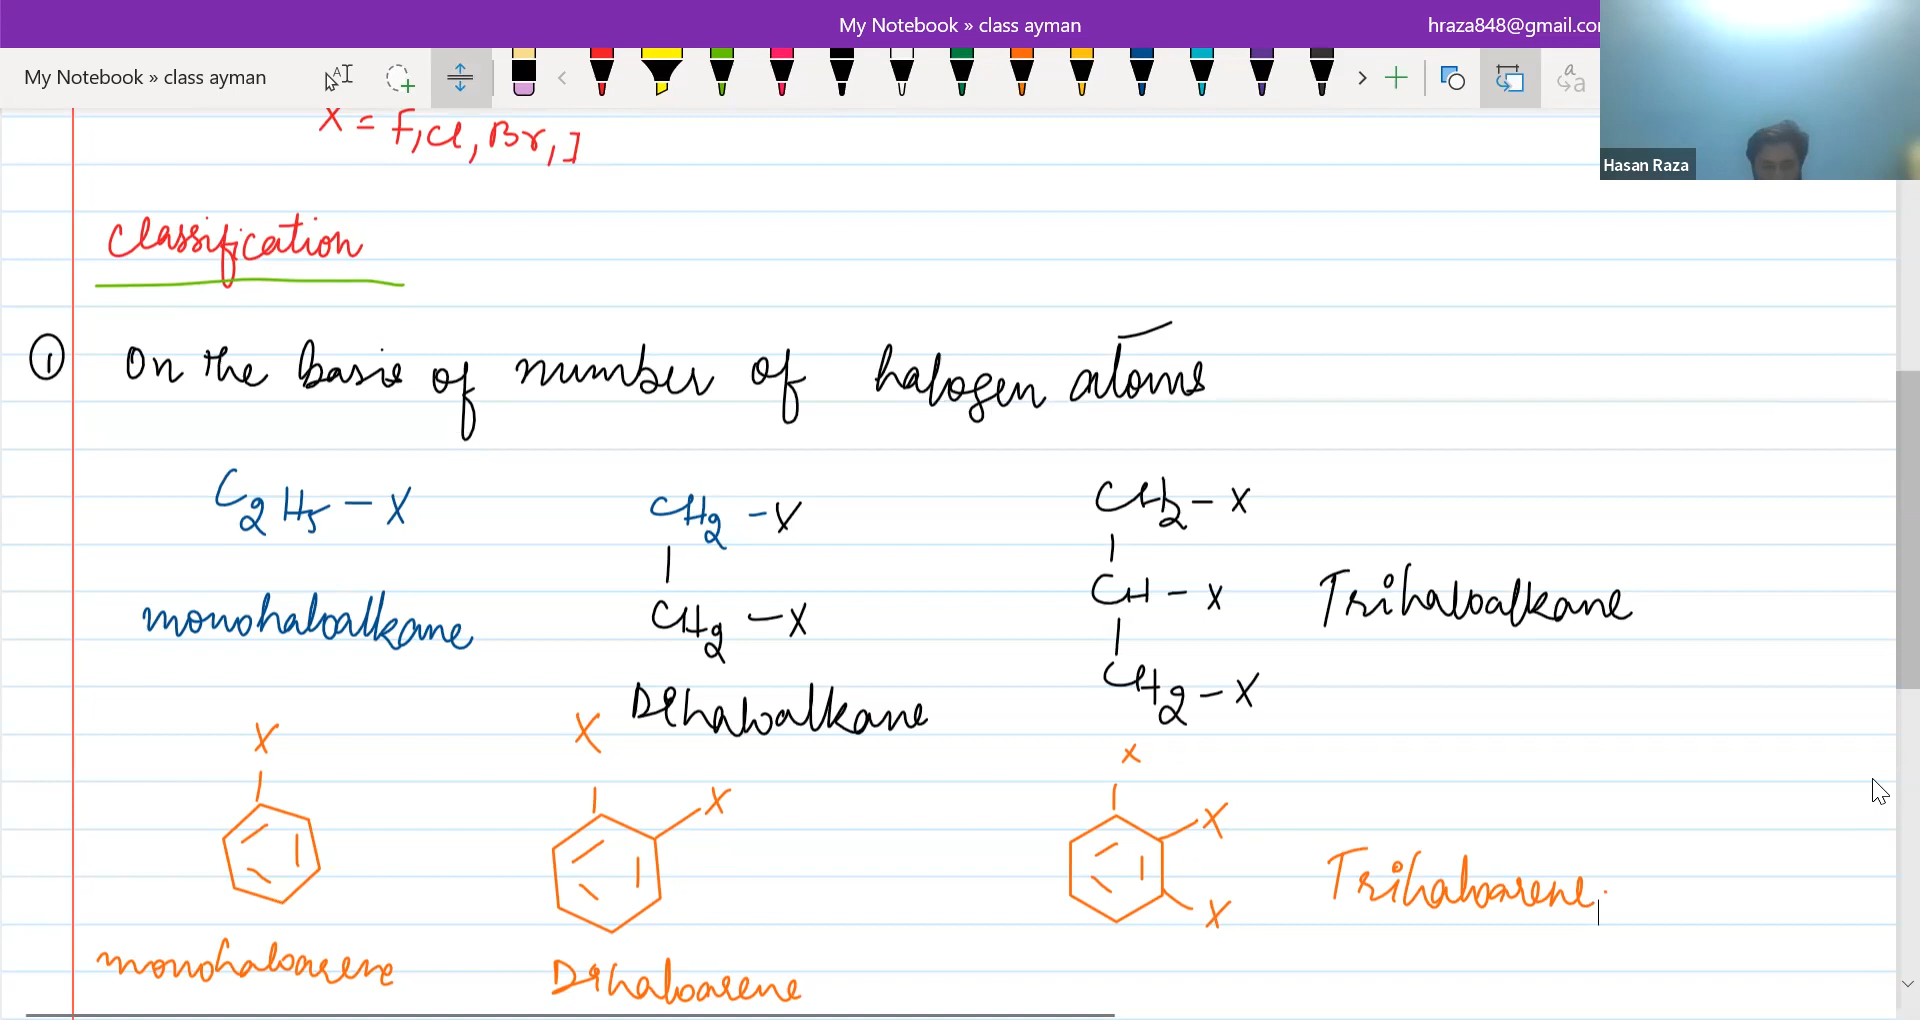 My Notebook » class ayman
hraza848@gmail.co
My Notebook » class ayman
Hasan Raza
X = F, Cl, Br, I
Classification
① On the basis of number of halogen atoms
C2H5 – X
CH2 – X
CH2 – X
CH2 – X
CH – X
CH2 – X
monohaloalkane
Dihaloalkane
Trihaloalkane
X
X
X
X
X
X
monohaloarene
Dihaloarene
Trihaloarene.